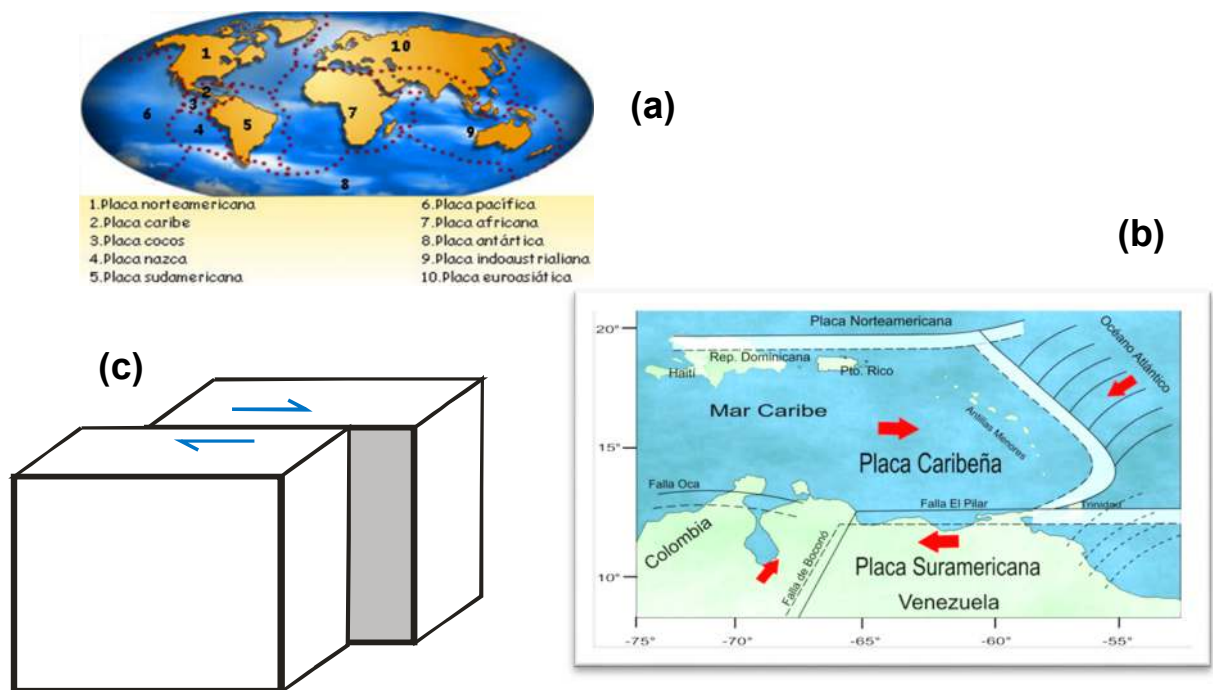 1
10
2
3
6
4
5
7
9
8
(a)
1.Placa norteamericana
2.Placa caribe
3.Placa cocos
4.Placa nazca
5.Placa sudamericana
6.Placa pacífica
7.Placa africana
8.Placa antártica
9.Placa indoaustrialiana
10.Placa euroasiática
(b)
20°
15°
10°
Placa Norteamericana
Océano Atlántico
Rep. Dominicana
Haití
Pto. Rico
Mar Caribe
Antillas Menores
Placa Caribeña
Falla Oca
Falla El Pilar
Trinidad
Colombia
Falla de Boconó
Placa Suramericana
Venezuela
-75°
-70°
-65°
-60°
-55°
(c)